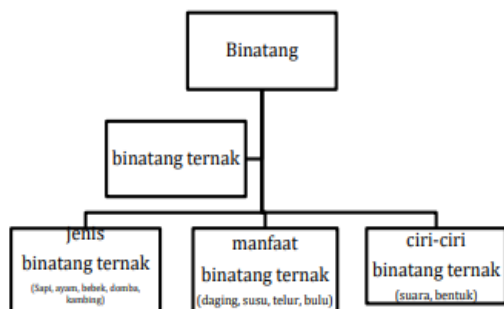 Binatang
binatang ternak
jenis
binatang ternak
(Sapi, ayam, bebek, domba,
kambing)
manfaat
binatang ternak
(daging, susu, telur, bulu)
ciri-ciri
binatang ternak
(suara, bentuk)